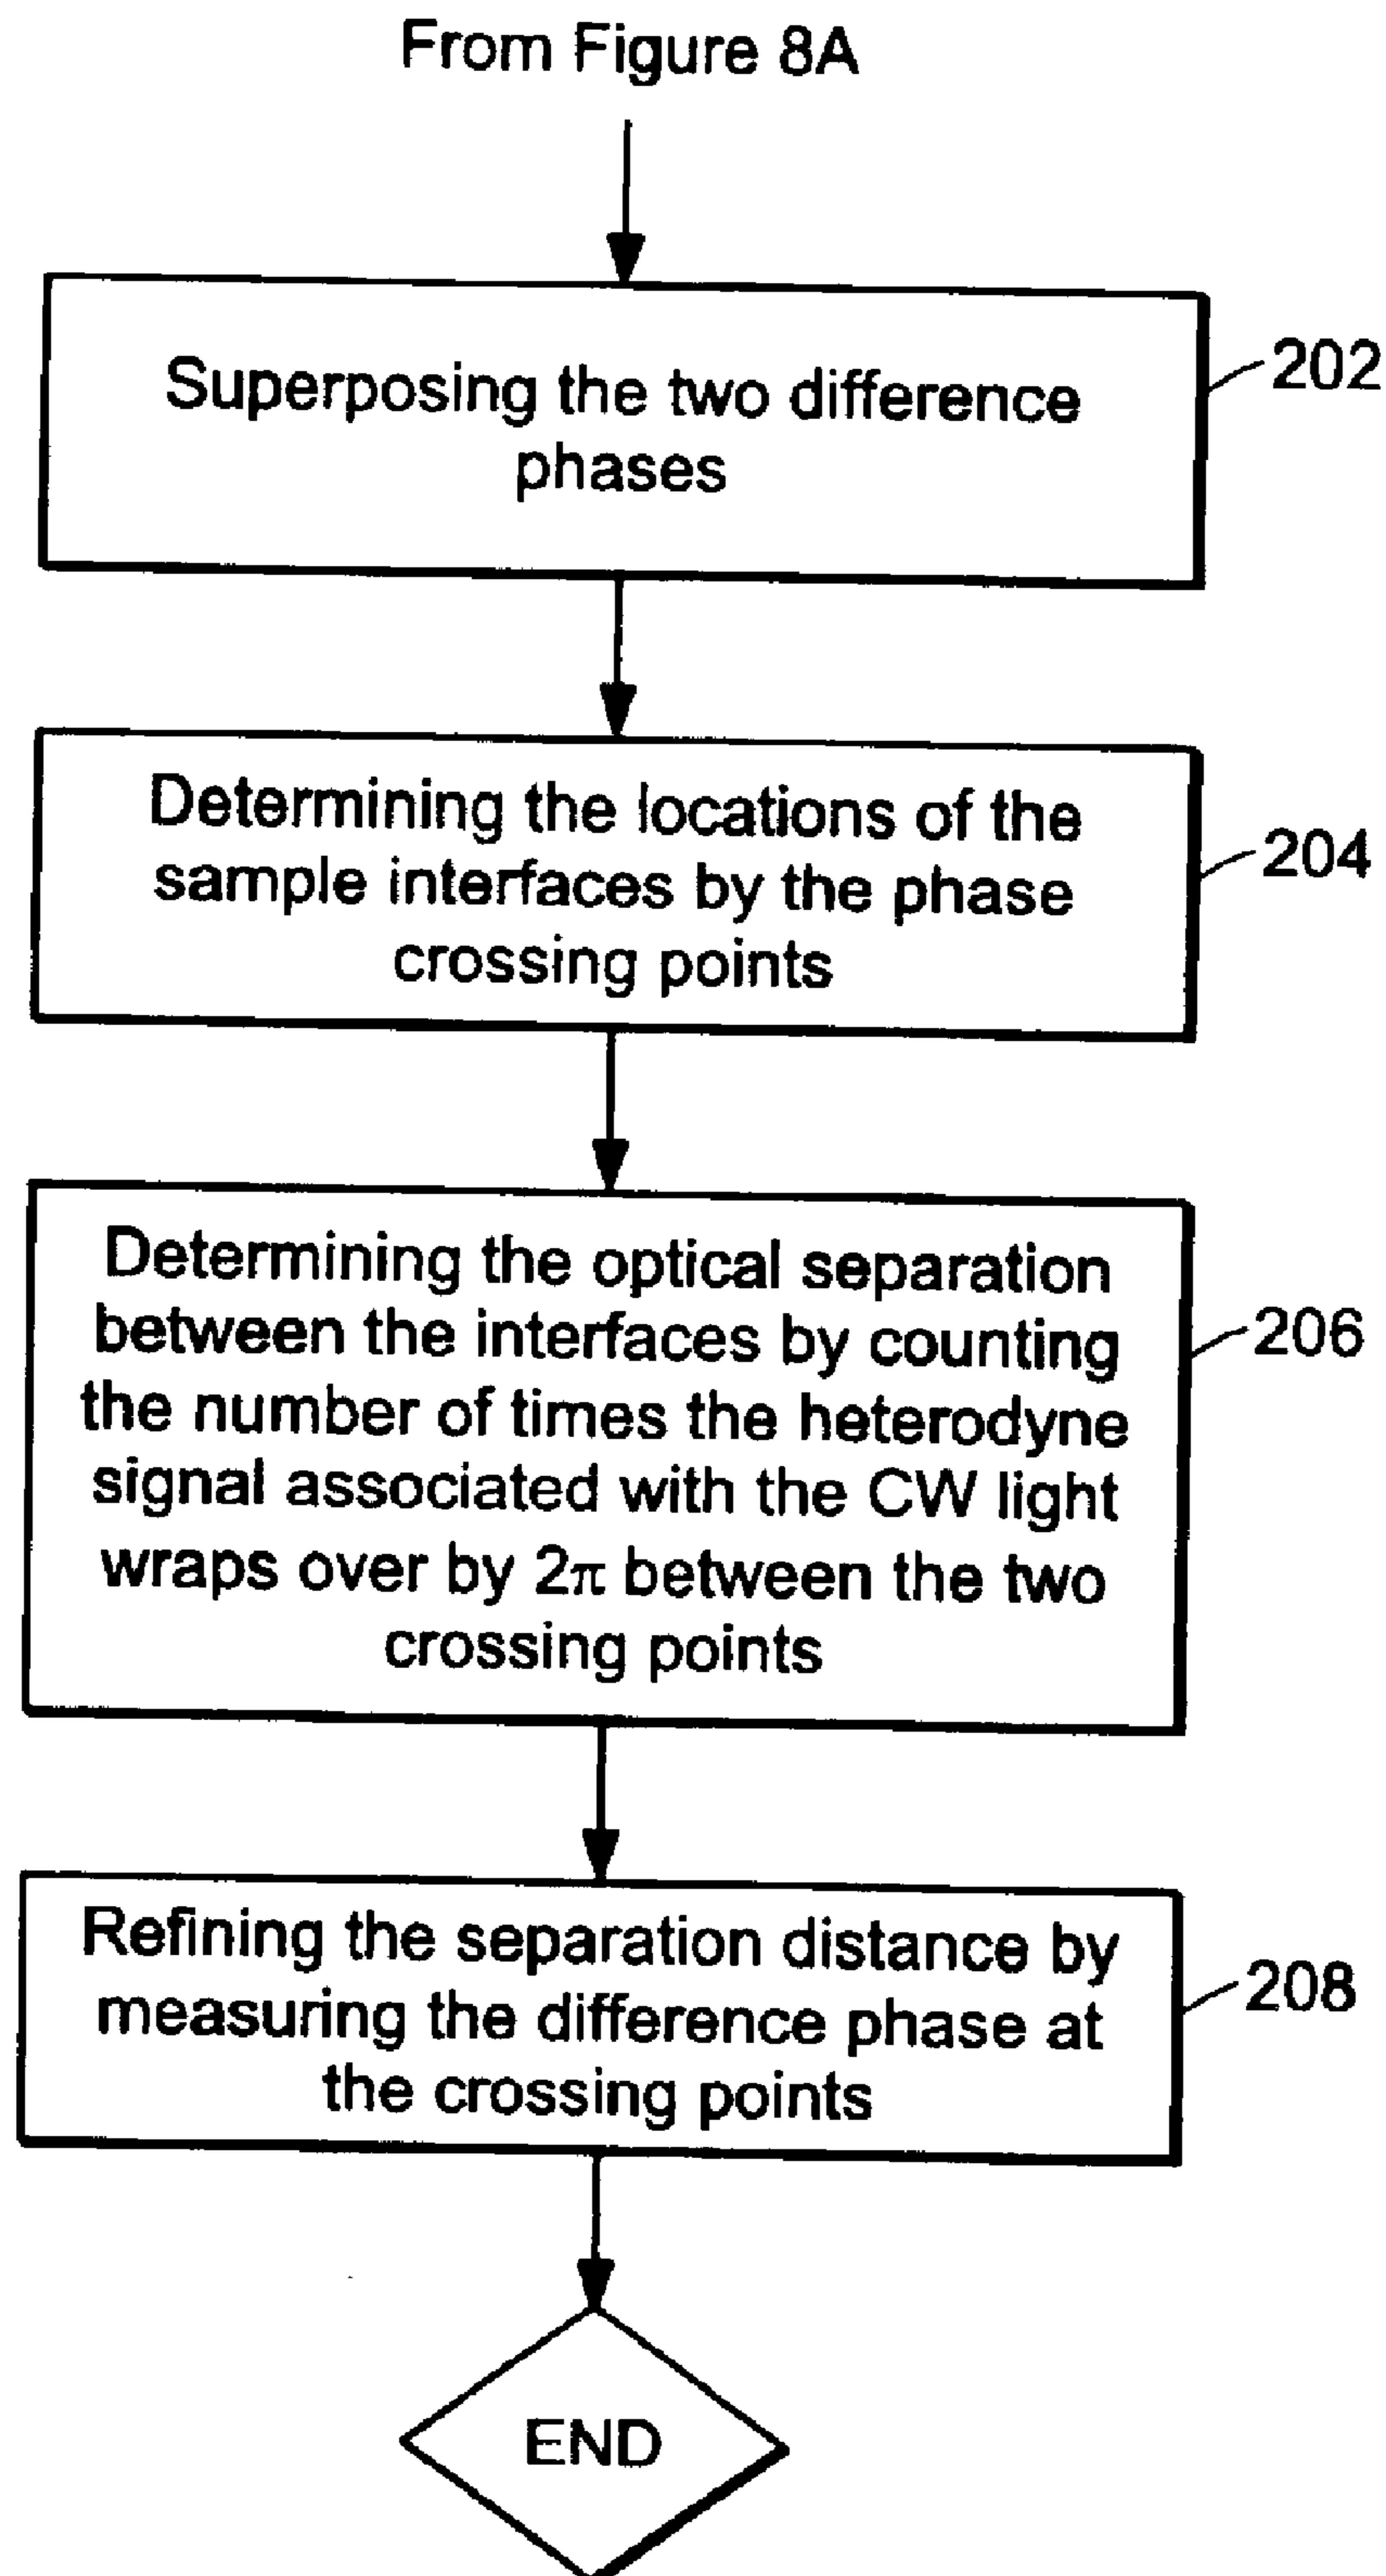 From Figure 8A
Superposing the two difference
phases
202
Determining the locations of the
sample interfaces by the phase
crossing points
204
Determining the optical separation
between the interfaces by counting
the number of times the heterodyne
signal associated with the CW light
wraps over by 2π between the two
crossing points
206
Refining the separation distance by
measuring the difference phase at
the crossing points
208
END